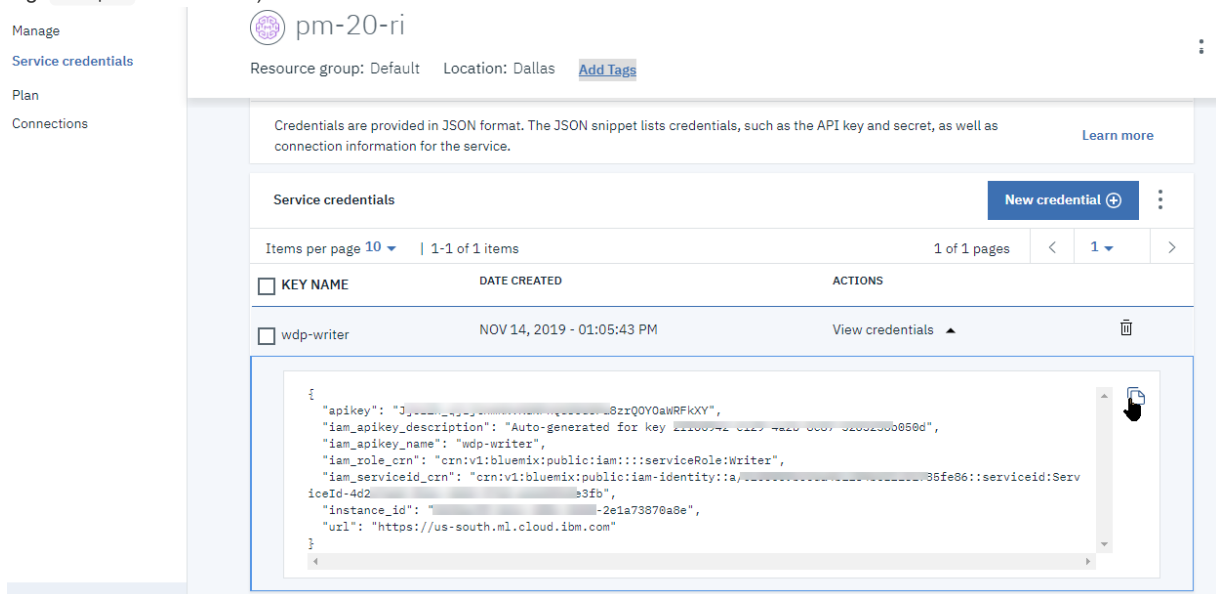 Manage
Service credentials
Plan
Connections
pm-20-ri
Resource group: Default Location: Dallas Add Tags
Credentials are provided in JSON format. The JSON snippet lists credentials, such as the API key and secret, as well as
connection information for the service.
Learn more
Service credentials
New credential
Items per page 10 | 1-1 of 1 items
1 of 1 pages < 1 >
KEY NAME DATE CREATED ACTIONS
wdp-writer NOV 14, 2019 - 01:05:43 PM View credentials
{
"apikey": "J 8zrQOYOaWRFkXY",
"iam_apikey_description": "Auto-generated for key b050d",
"iam_apikey_name": "wdp-writer",
"iam_role_crn": "crn:v1:bluemix:public:iam::::serviceRole:Writer",
"iam_serviceid_crn": "crn:v1:bluemix:public:iam-identity::a/ 85fe86::serviceid:Serv
iceId-4d2 e3fb",
"instance_id": " -2e1a73870a8e",
"url": "https://us-south.ml.cloud.ibm.com"
}